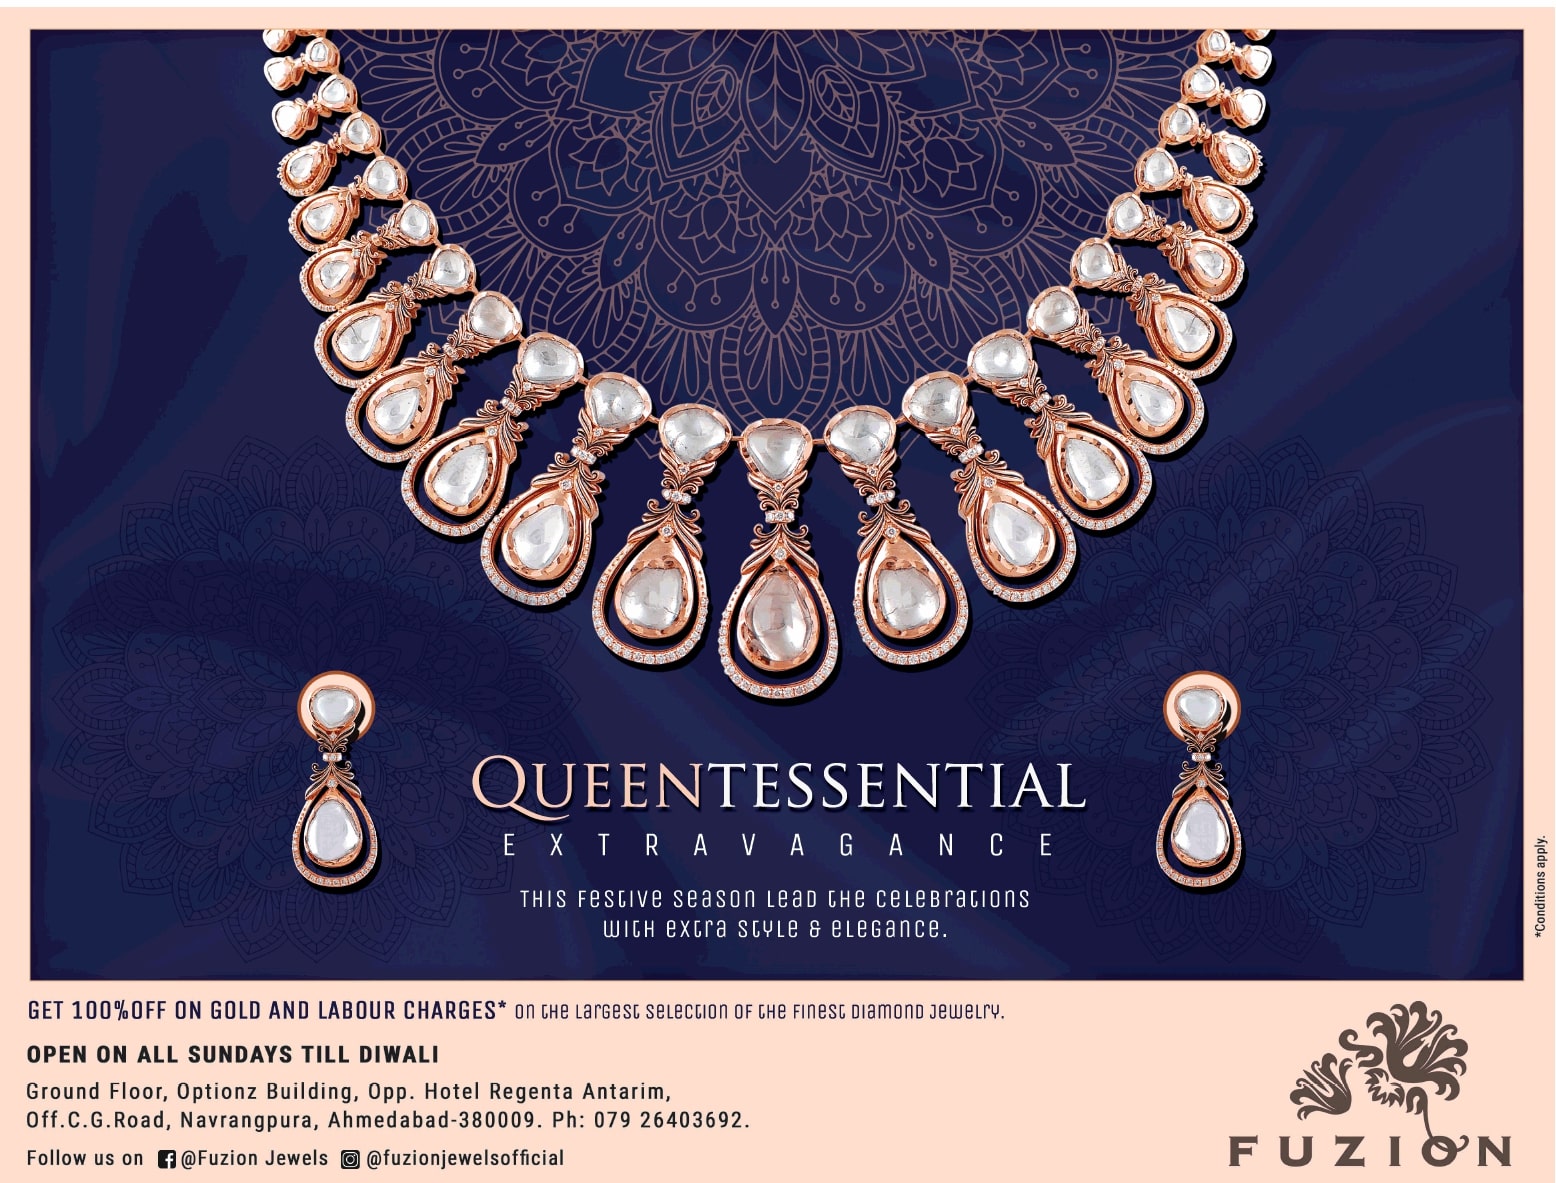 QUEENTESSENTIAL
EXTRAVAGANCE
THIS FESTIVE SEASON LEAD THE CELEBRATIONS
WITH EXTRA STYLE & ELEGANCE.
*Conditions apply.
GET 100%OFF ON GOLD AND LABOUR CHARGES* ON THE LARGEST SELECTION OF THE FINEST DIAMOND JEWELRY.
OPEN ON ALL SUNDAYS TILL DIWALI
Ground Floor, Optionz Building, Opp. Hotel Regenta Antarim,
Off.C.G.Road, Navrangpura, Ahmedabad-380009. Ph: 079 26403692.
Follow us on @Fuzion Jewels @fuzionjewelsofficial
FUZION